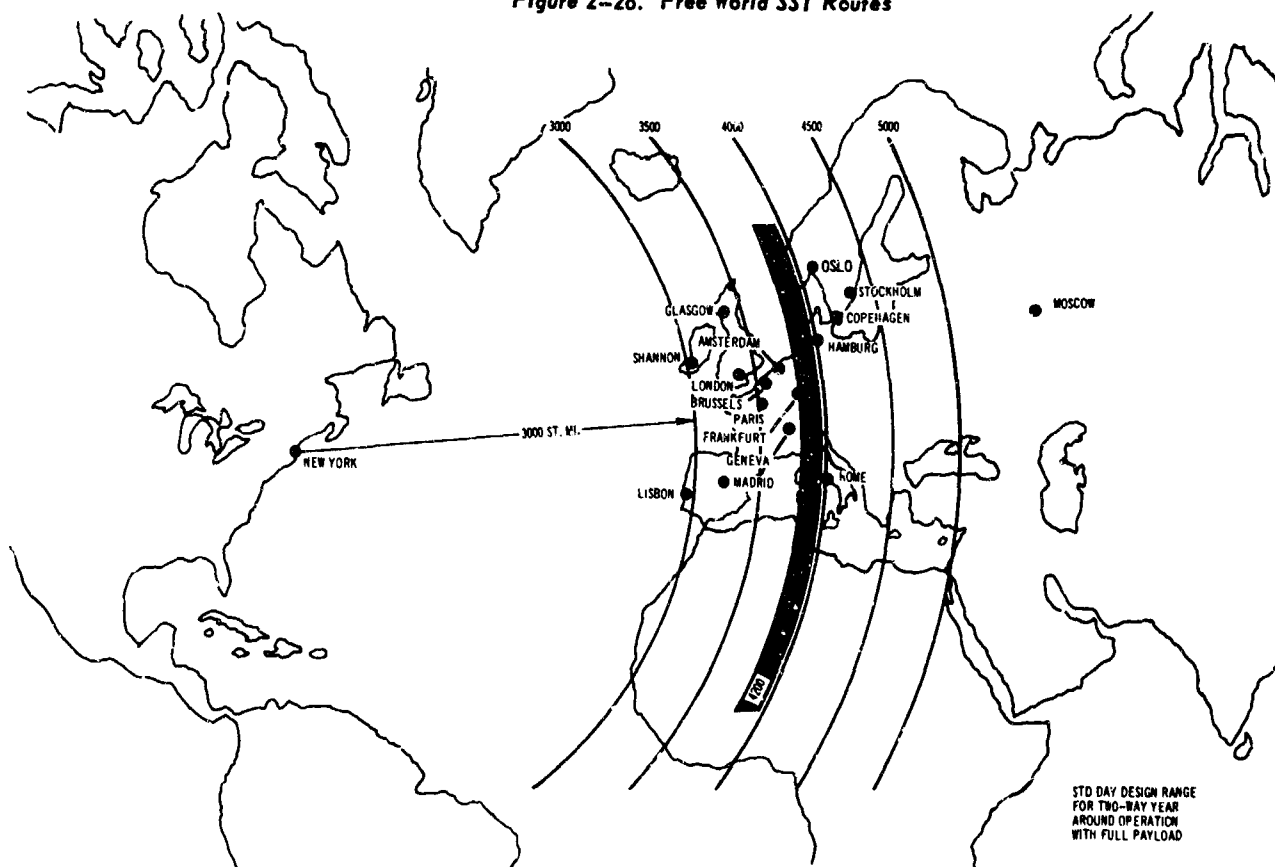 Figure 2-28. Free World SST Routes
3000
3500
4000
4500
5000
OSLO
STOCKHOLM
MOSCOW
GLASGOW
COPEHAGEN
AMSTERDAM
HAMBURG
SHANNON
LONDON
BRUSSELS
PARIS
3000 ST. MI.
FRANKFURT
NEW YORK
GENEVA
ROME
MADRID
LISBON
4200
STD DAY DESIGN RANGE
FOR TWO-WAY YEAR
AROUND OPERATION
WITH FULL PAYLOAD